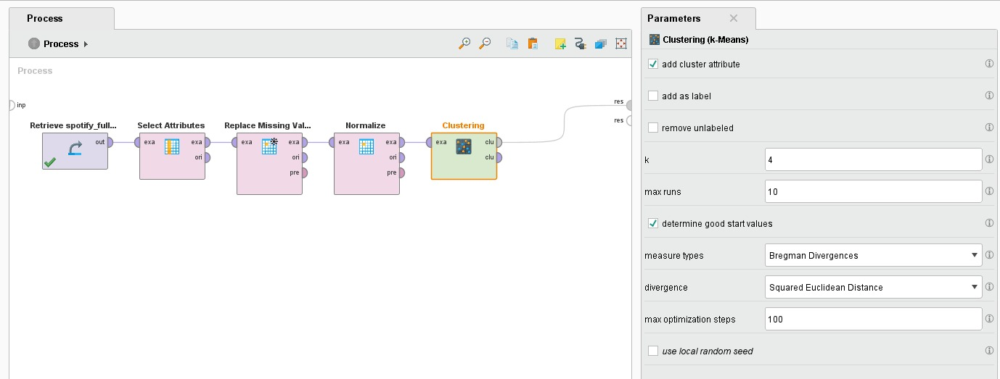 Process
Process
Process
inp
res
res
Retrieve spotify_full...
out
Select Attributes
exa exa
ori
Replace Missing Val...
exa exa
ori
pre
Normalize
exa exa
ori
pre
Clustering
exa clu
clu
Parameters
Clustering (k-Means)
add cluster attribute
add as label
remove unlabeled
k 4
max runs 10
determine good start values
measure types Bregman Divergences
divergence Squared Euclidean Distance
max optimization steps 100
use local random seed